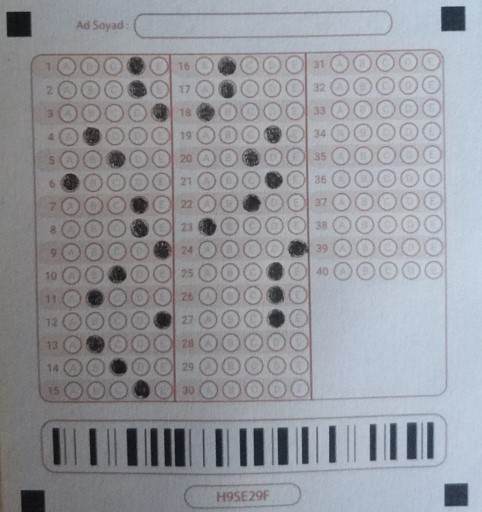 Ad Soyad :
1 A B C E
2 A B C E
3 A B C D
4 A C D E
5 A B D E
6 B C D E
7 A B C E
8 A B C E
9 A B C D
10 A B D E
11 A C D E
12 A B C D
13 A C D E
14 A B D E
15 A B C E
16 A C D E
17 A C D E
18 B C D E
19 A B C E
20 A B D E
21 A B C E
22 A B D E
23 B C D E
24 A B C D
25 A B C E
26 A B C E
27 A B C E
28 A B C D E
29 A B C D E
30 A B C D E
31 A B C D E
32 A B C D E
33 A B C D E
34 A B C D E
35 A B C D E
36 A B C D E
37 A B C D E
38 A B C D E
39 A B C D E
40 A B C D E
H9SE29F